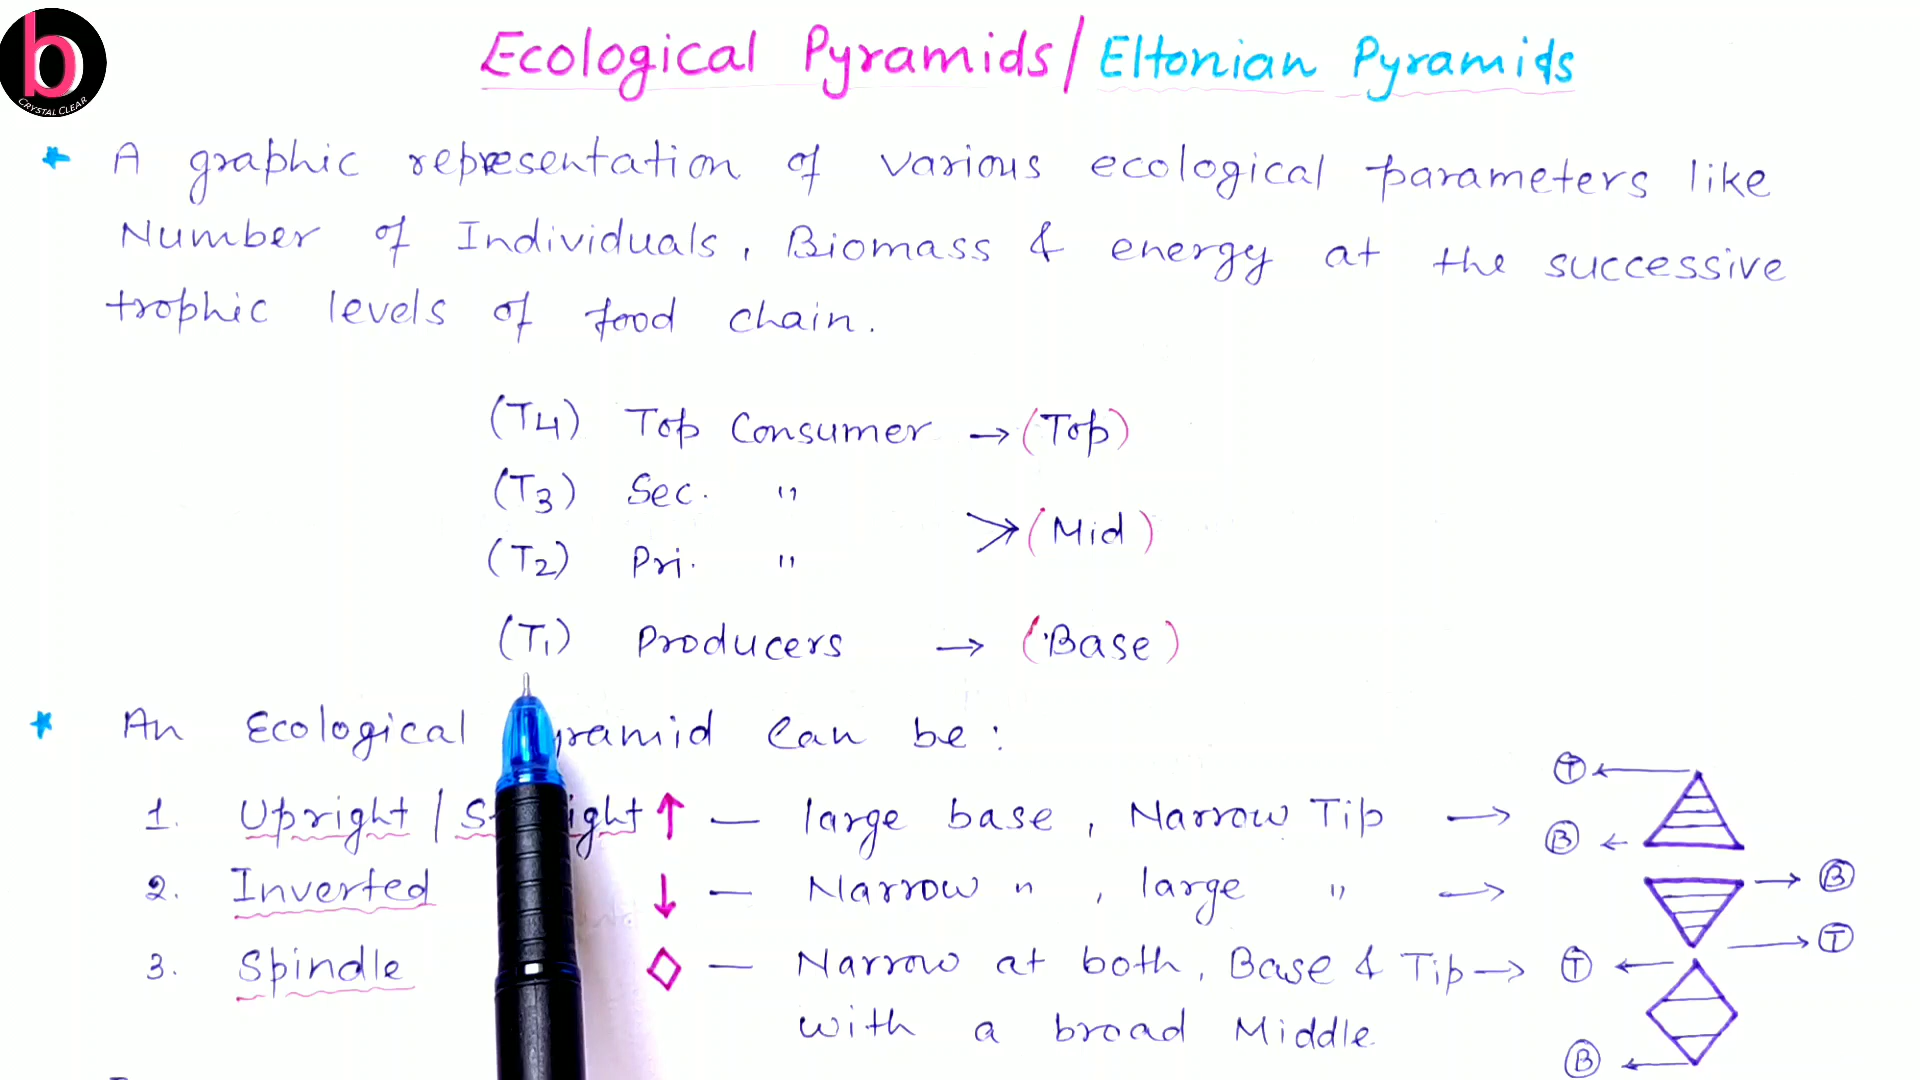 b
CRYSTAL CLEAR
Ecological Pyramids/Eltonian Pyramids
* A graphic representation of various ecological parameters like
Number of Individuals, Biomass & energy at the successive
trophic levels of food chain.
(T4) Top Consumer → (Top)
(T3) Sec. "
(T2) Pri. " > (Mid)
(T1) Producers → (Base)
* An Ecological Pyramid can be:
1. Upright / ight ↑ — large base, Narrow Tip → T B
2. Inverted ↓ — Narrow ", large " → B T
3. Spindle ◇ — Narrow at both, Base & Tip → T
with a broad Middle. B